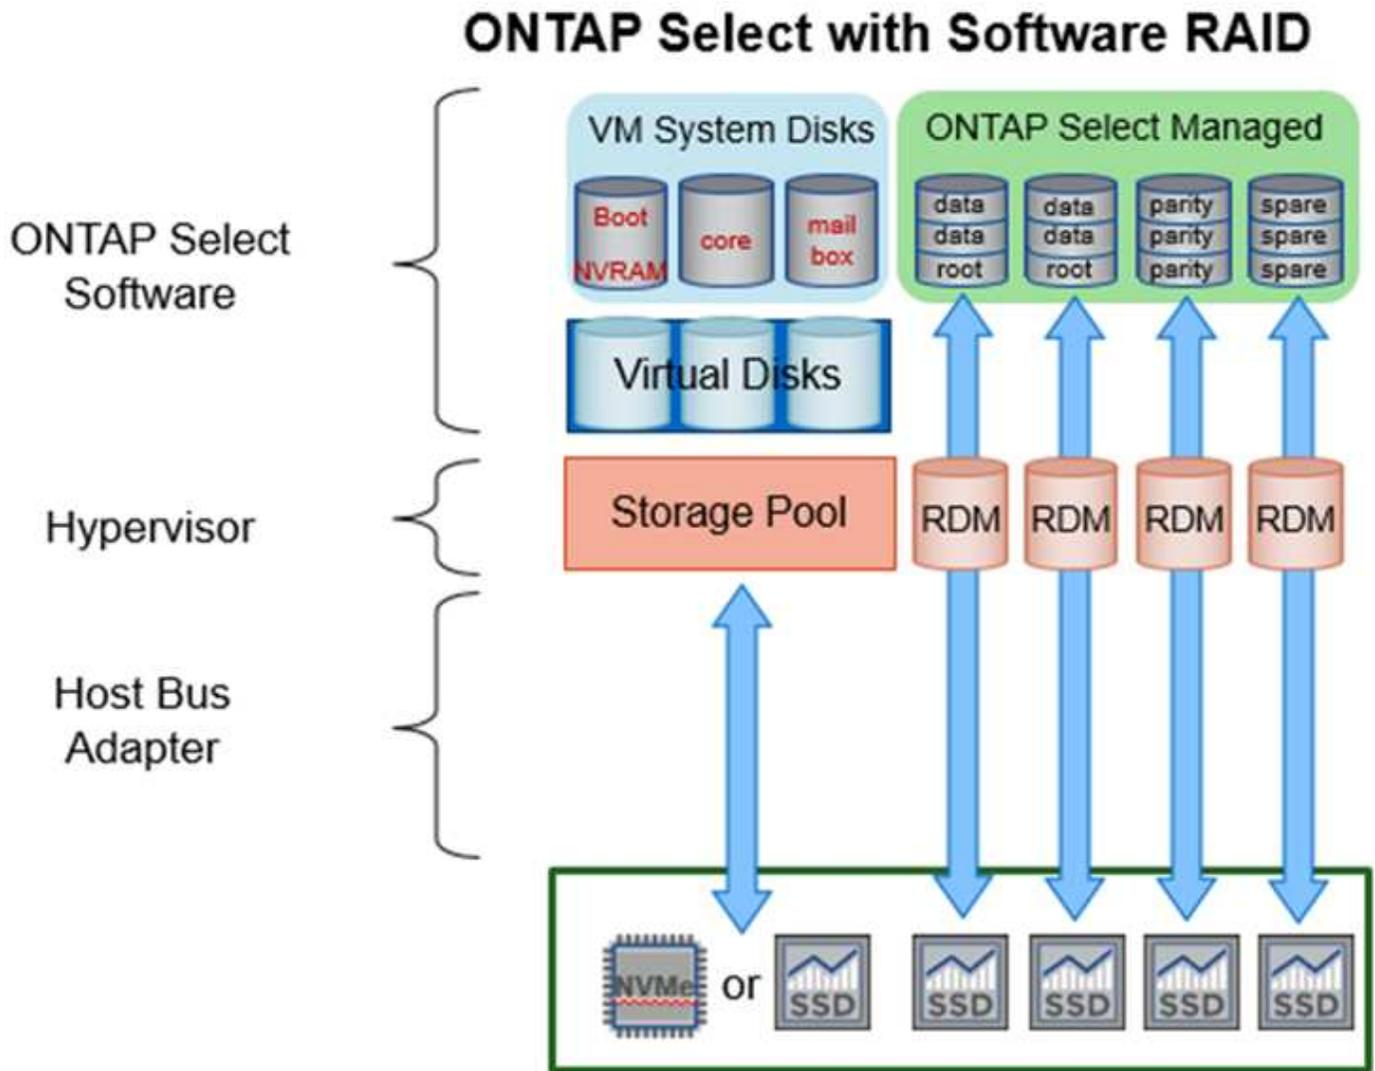 ONTAP Select with Software RAID
ONTAP Select
Software
VM System Disks
Boot
NVRAM
core
mail
box
ONTAP Select Managed
data
data
root
data
data
root
parity
parity
parity
spare
spare
spare
Virtual Disks
Hypervisor
Storage Pool
RDM
RDM
RDM
RDM
Host Bus
Adapter
NVMe
or
SSD
SSD
SSD
SSD
SSD